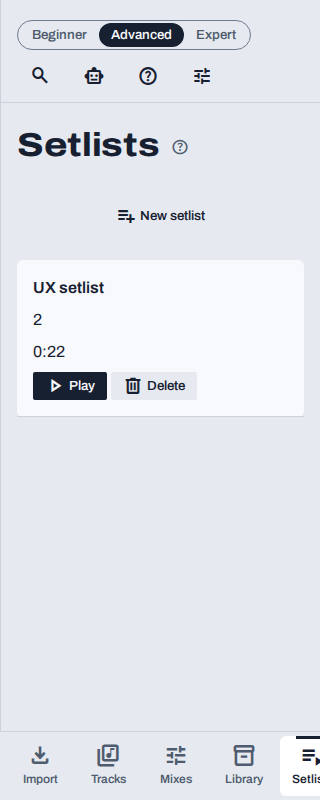 Beginner Advanced Expert
Setlists
New setlist
UX setlist
2
0:22
Play Delete
Import Tracks Mixes Library Setlis